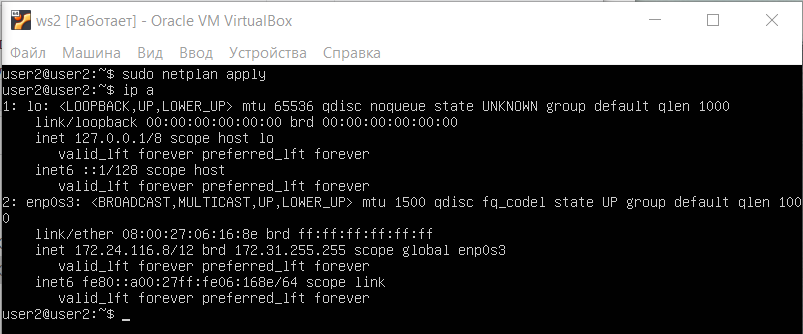 ws2 [Работает] - Oracle VM VirtualBox
Файл Машина Вид Ввод Устройства Справка
user2@user2:~$ sudo netplan apply
user2@user2:~$ ip a
1: lo: <LOOPBACK,UP,LOWER_UP> mtu 65536 qdisc noqueue state UNKNOWN group default qlen 1000
    link/loopback 00:00:00:00:00:00 brd 00:00:00:00:00:00
    inet 127.0.0.1/8 scope host lo
       valid_lft forever preferred_lft forever
    inet6 ::1/128 scope host
       valid_lft forever preferred_lft forever
2: enp0s3: <BROADCAST,MULTICAST,UP,LOWER_UP> mtu 1500 qdisc fq_codel state UP group default qlen 100
0
    link/ether 08:00:27:06:16:8e brd ff:ff:ff:ff:ff:ff
    inet 172.24.116.8/12 brd 172.31.255.255 scope global enp0s3
       valid_lft forever preferred_lft forever
    inet6 fe80::a00:27ff:fe06:168e/64 scope link
       valid_lft forever preferred_lft forever
user2@user2:~$ _